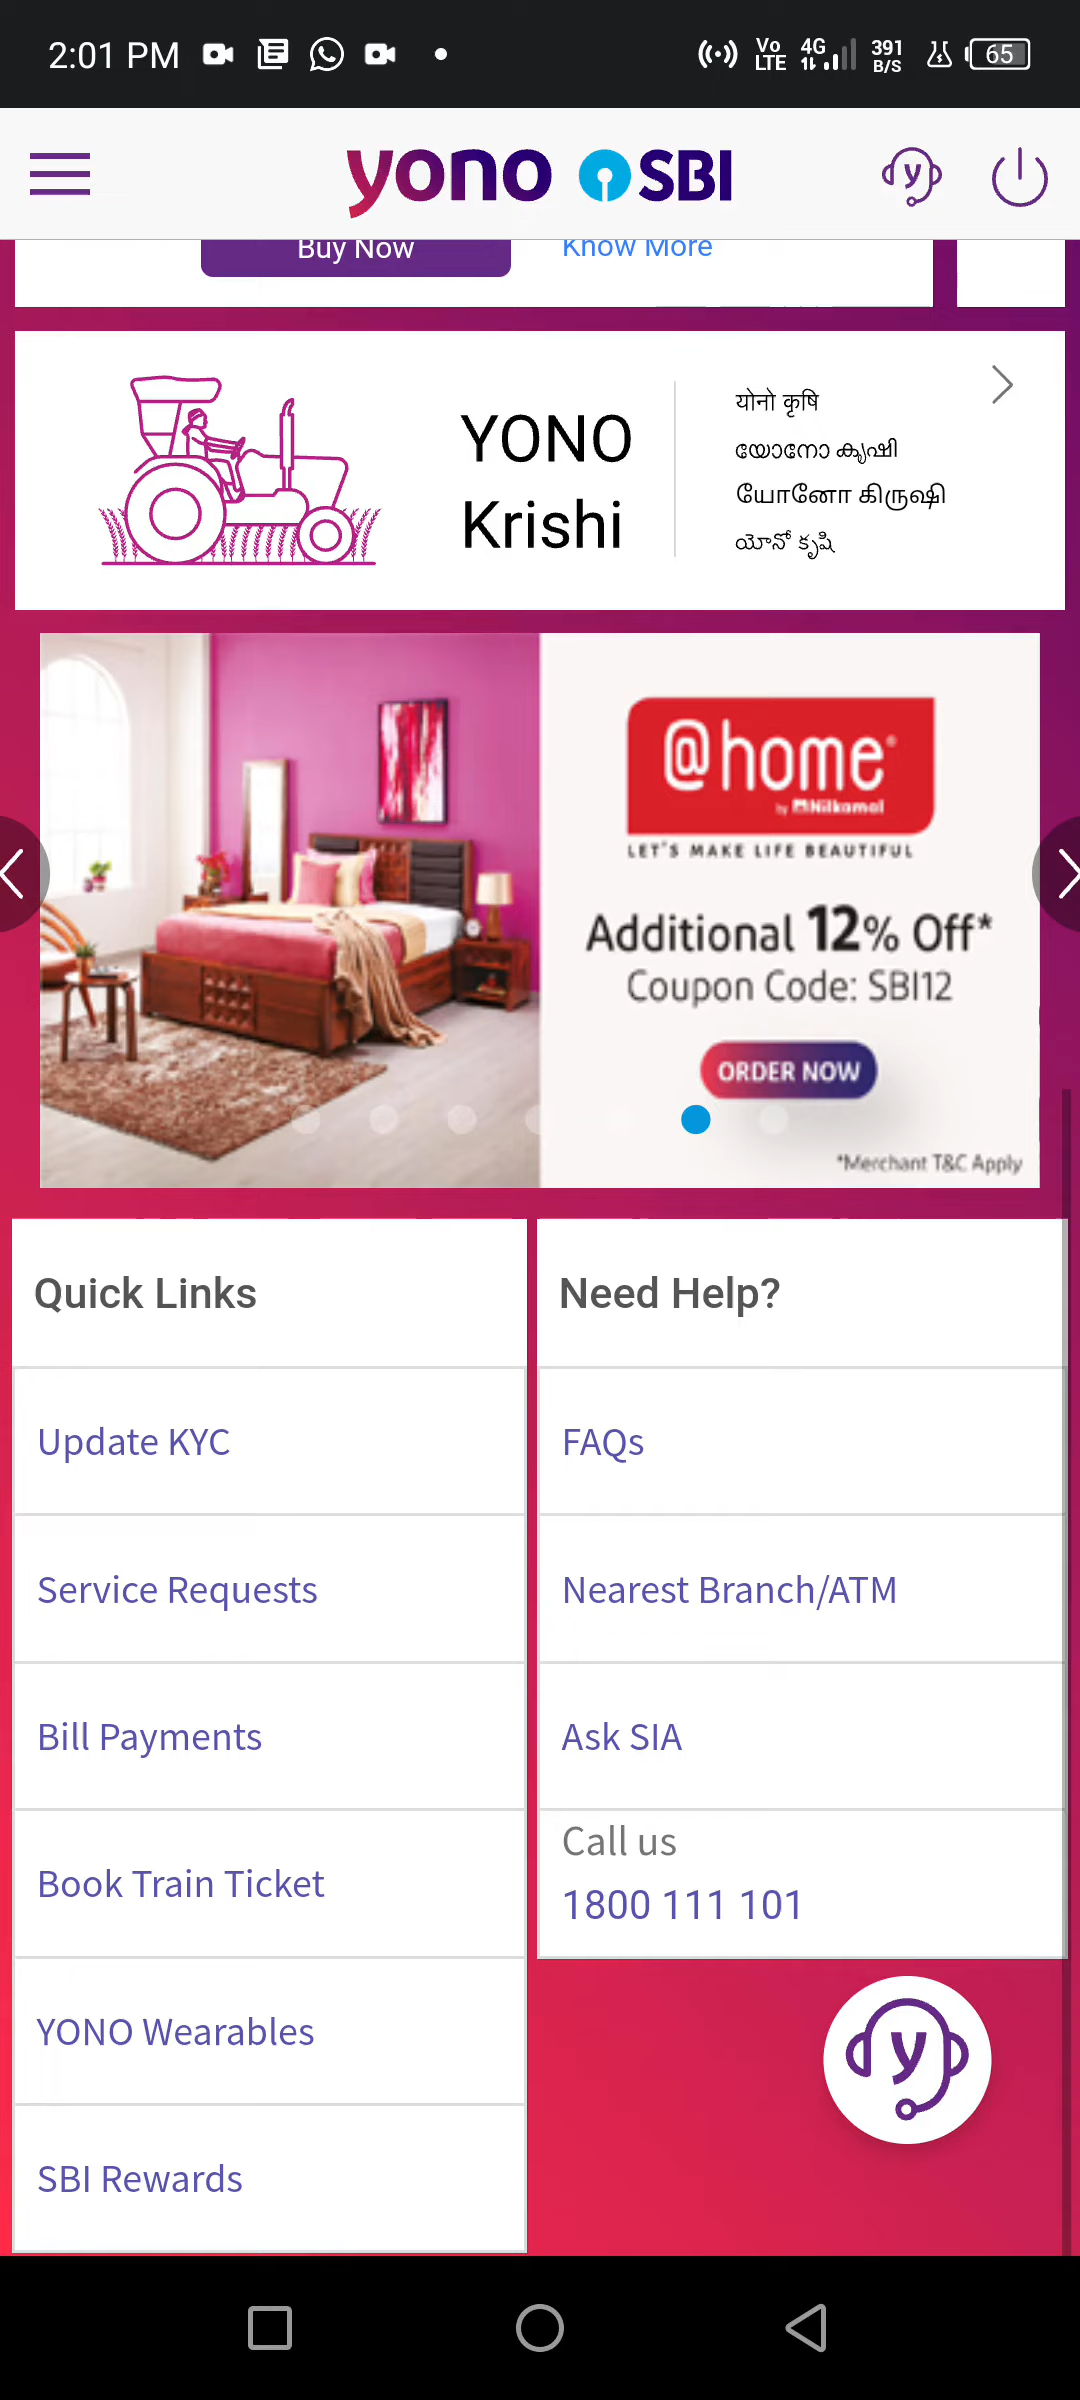 2:01 PM Vo LTE 4G 391 B/S 65
yono SBI
Buy Now Know More
YONO Krishi
योनो कृषि
യോനോ കൃഷി
யோனோ கிருஷி
యోనో కృషి
@home
by Nilkamal
LET'S MAKE LIFE BEAUTIFUL
Additional 12% Off*
Coupon Code: SBI12
ORDER NOW
*Merchant T&C Apply
Quick Links
Update KYC
Service Requests
Bill Payments
Book Train Ticket
YONO Wearables
SBI Rewards
Need Help?
FAQs
Nearest Branch/ATM
Ask SIA
Call us
1800 111 101
y